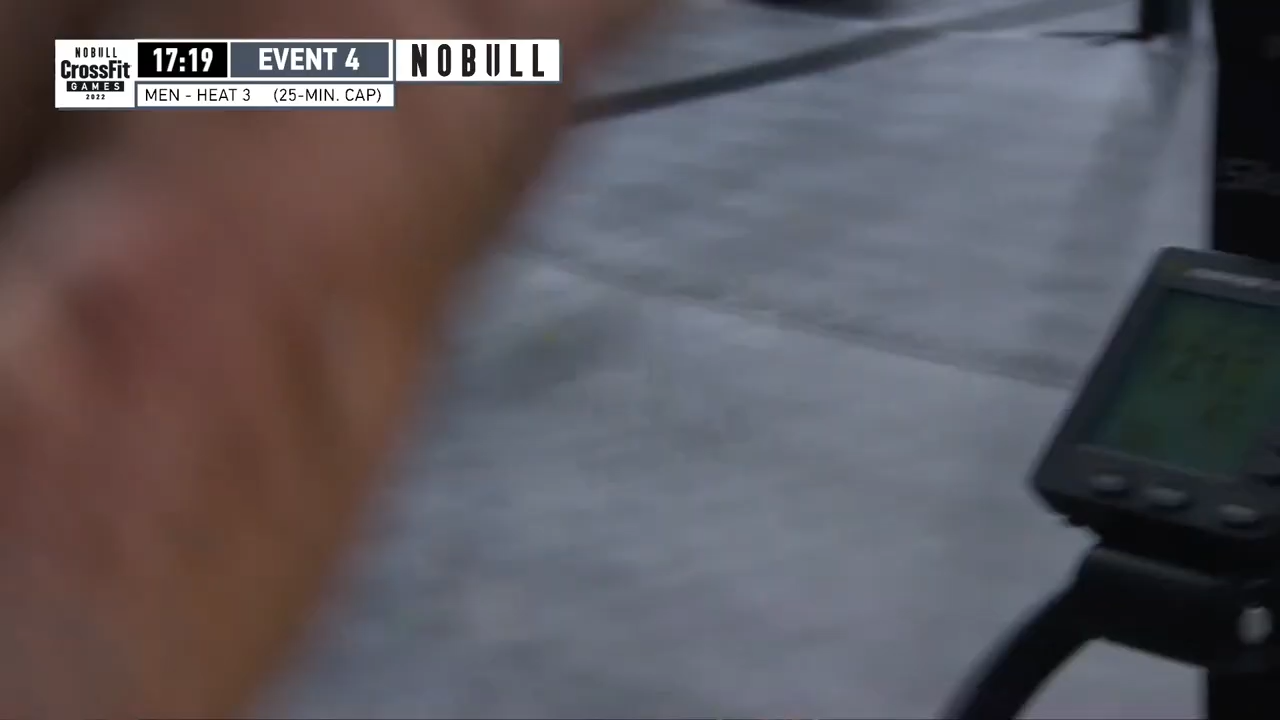 NOBULL
CrossFit
GAMES
2022
17:19
EVENT 4
NOBULL
MEN - HEAT 3 (25-MIN. CAP)